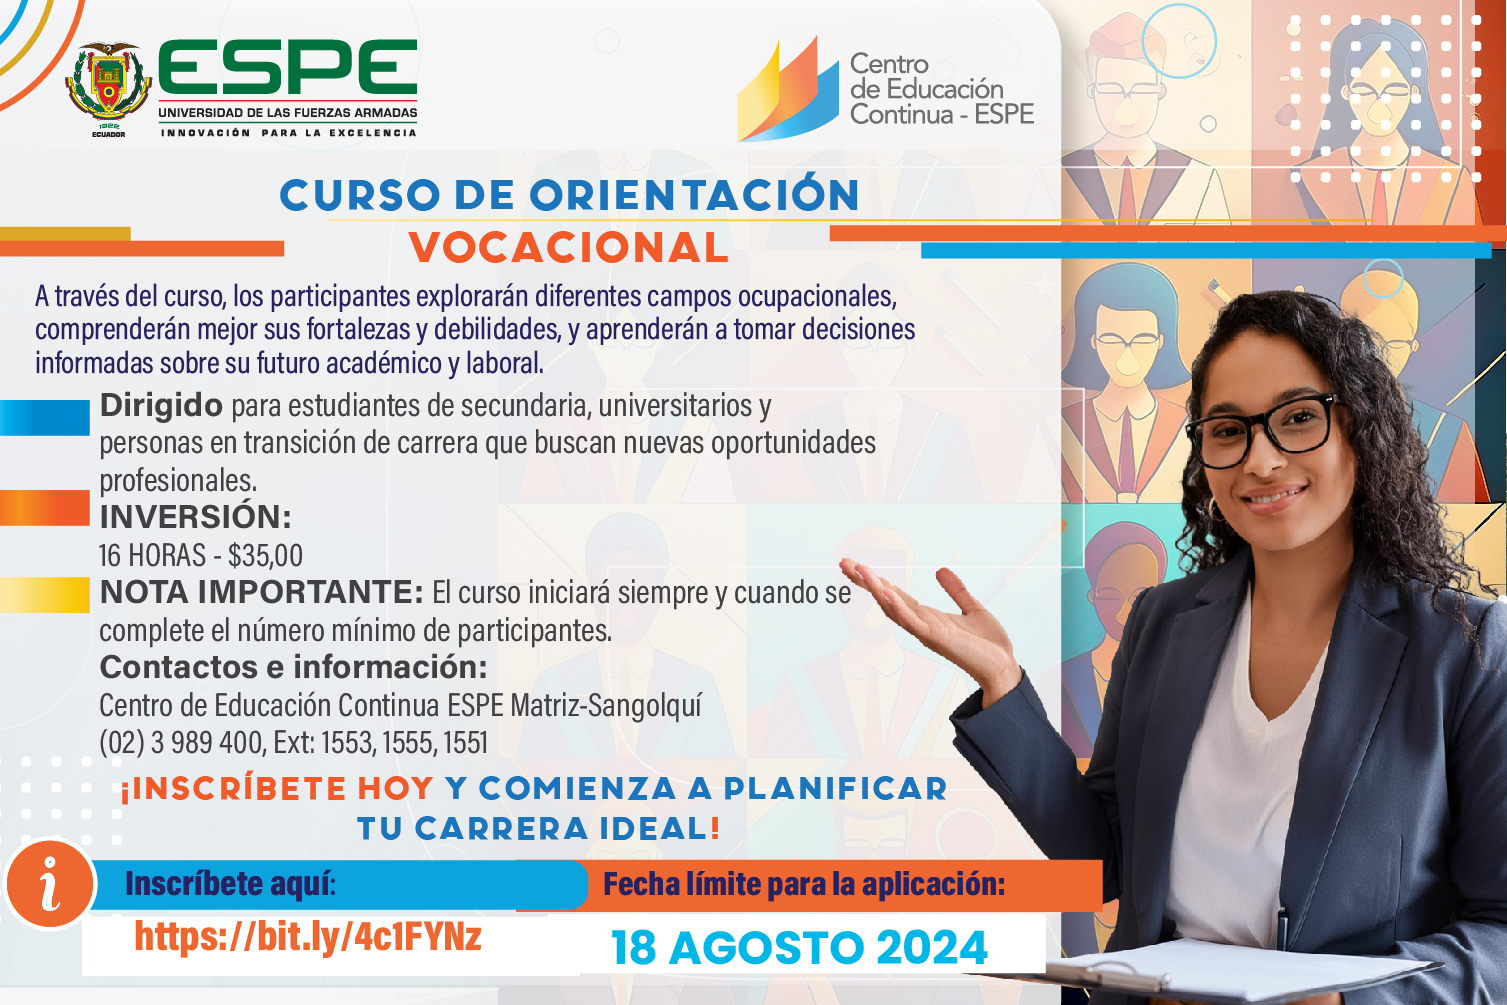 ESPE
UNIVERSIDAD DE LAS FUERZAS ARMADAS
INNOVACIÓN PARA LA EXCELENCIA
1922
ECUADOR
Centro
de Educación
Continua - ESPE
CURSO DE ORIENTACIÓN
VOCACIONAL
A través del curso, los participantes explorarán diferentes campos ocupacionales,
comprenderán mejor sus fortalezas y debilidades, y aprenderán a tomar decisiones
informadas sobre su futuro académico y laboral.
Dirigido para estudiantes de secundaria, universitarios y
personas en transición de carrera que buscan nuevas oportunidades
profesionales.
INVERSIÓN:
16 HORAS - $35,00
NOTA IMPORTANTE: El curso iniciará siempre y cuando se
complete el número mínimo de participantes.
Contactos e información:
Centro de Educación Continua ESPE Matriz-Sangolquí
(02) 3 989 400, Ext: 1553, 1555, 1551
¡INSCRÍBETE HOY Y COMIENZA A PLANIFICAR
TU CARRERA IDEAL!
i
Inscríbete aquí:
https://bit.ly/4c1FYNz
Fecha límite para la aplicación:
18 AGOSTO 2024